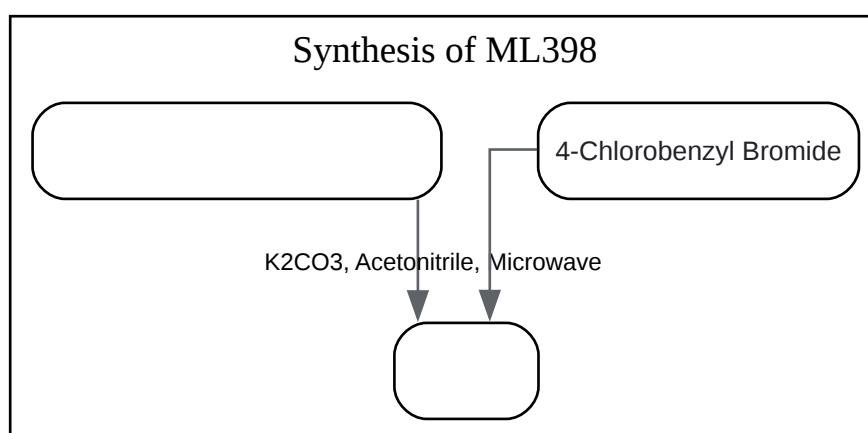 Synthesis of ML398
4-Chlorobenzyl Bromide
K2CO3, Acetonitrile, Microwave